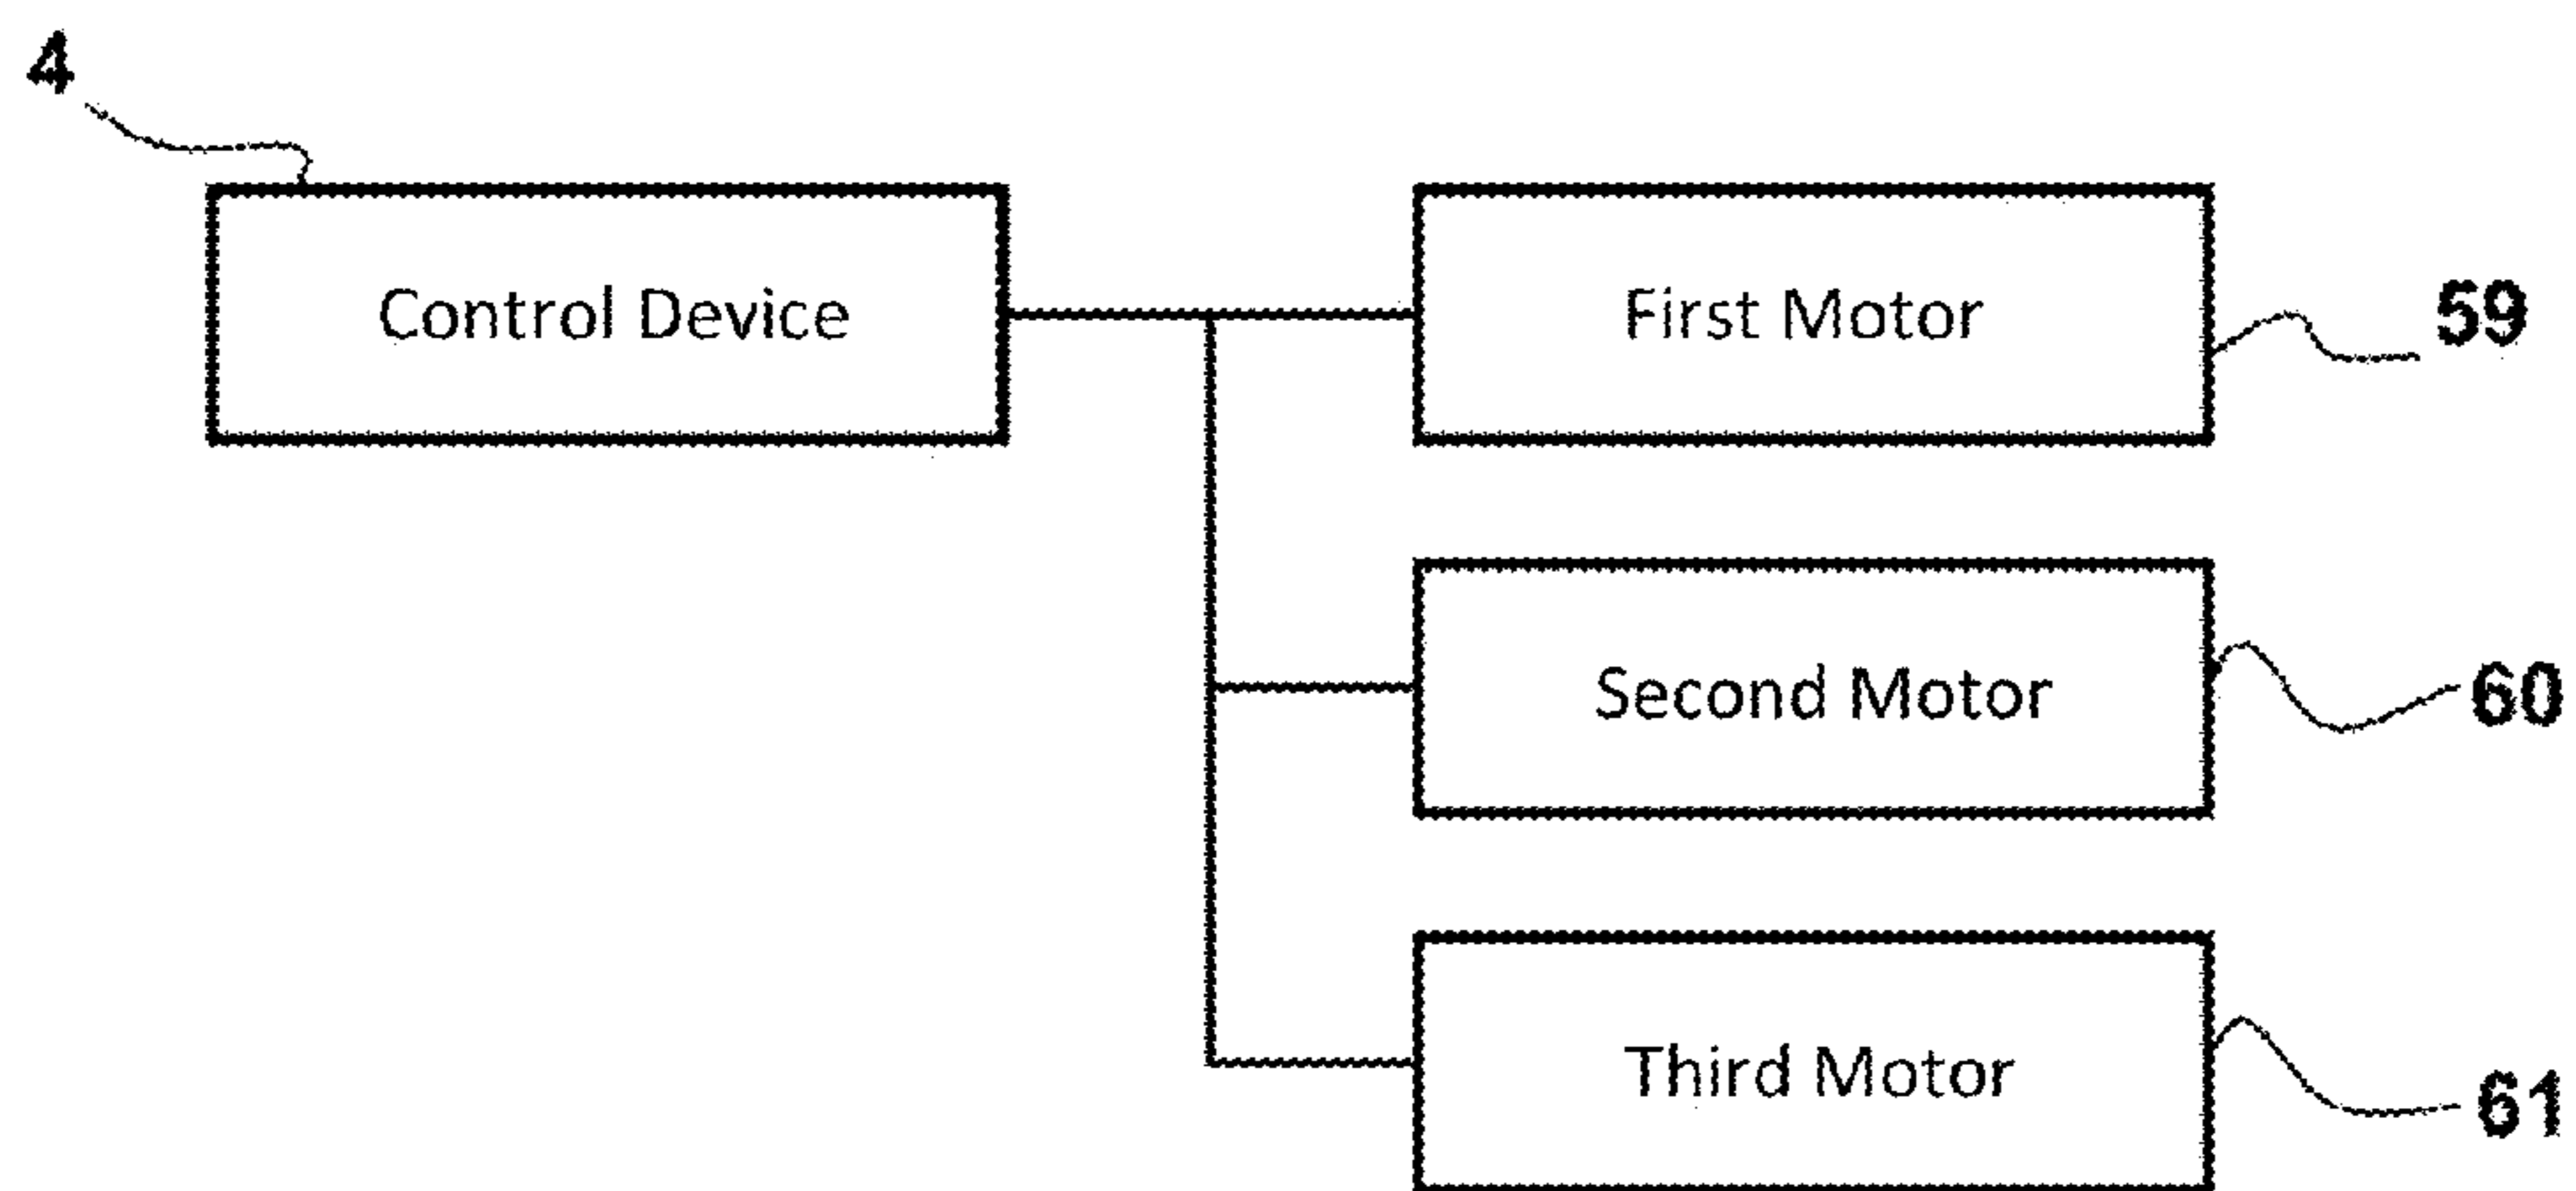 4
Control Device
First Motor
59
Second Motor
60
Third Motor
61